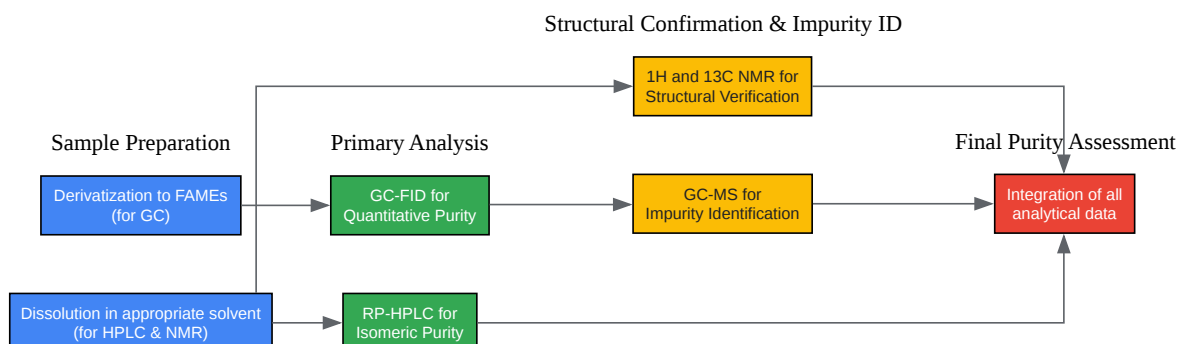 Structural Confirmation & Impurity ID
1H and 13C NMR for
Structural Verification
Sample Preparation
Primary Analysis
Final Purity Assessment
Derivatization to FAMEs
(for GC)
GC-FID for
Quantitative Purity
GC-MS for
Impurity Identification
Integration of all
analytical data
Dissolution in appropriate solvent
(for HPLC & NMR)
RP-HPLC for
Isomeric Purity